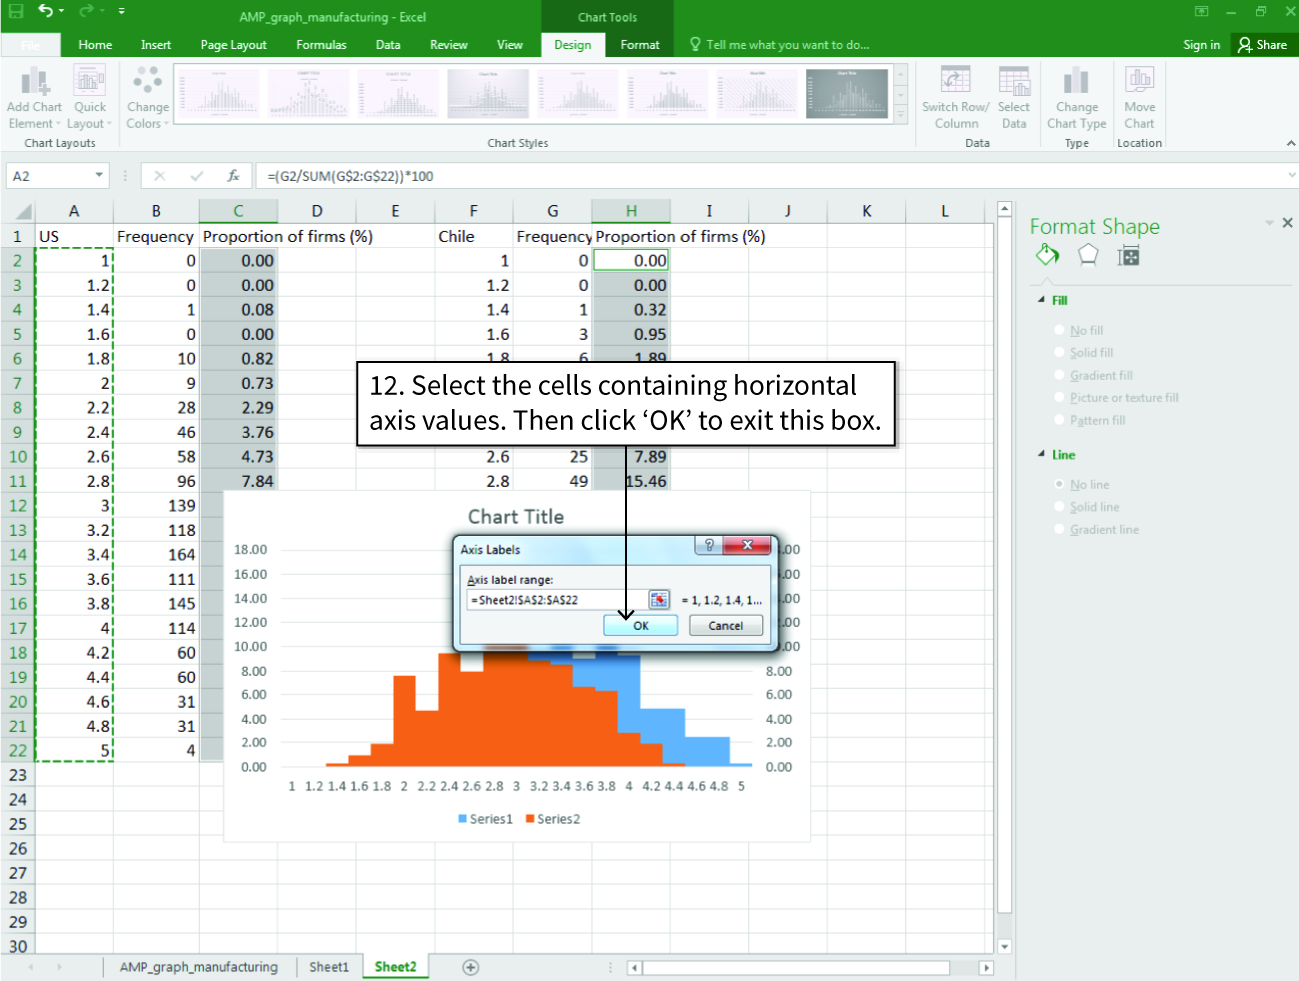 AMP_graph_manufacturing - Excel
Chart Tools
File Home Insert Page Layout Formulas Data Review View Design Format Tell me what you want to do... Sign in Share
Add Chart Element Quick Layout
Chart Layouts
Change Colors
Chart Styles
Switch Row/ Column Select Data
Data
Change Chart Type
Type
Move Chart
Location
A2 fx =(G2/SUM(G$2:G$22))*100
A B C D E F G H I J K L
1 US Frequency Proportion of firms (%) Chile Frequency Proportion of firms (%)
2 1 0 0.00 1 0 0.00
3 1.2 0 0.00 1.2 0 0.00
4 1.4 1 0.08 1.4 1 0.32
5 1.6 0 0.00 1.6 3 0.95
6 1.8 10 0.82 1.8 6 1.89
7 2 9 0.73
8 2.2 28 2.29
9 2.4 46 3.76
10 2.6 58 4.73 2.6 25 7.89
11 2.8 96 7.84 2.8 49 15.46
12 3 139
13 3.2 118
14 3.4 164
15 3.6 111
16 3.8 145
17 4 114
18 4.2 60
19 4.4 60
20 4.6 31
21 4.8 31
22 5 4
23
24
25
26
27
28
29
30
12. Select the cells containing horizontal
axis values. Then click ‘OK’ to exit this box.
Chart Title
18.00
16.00
14.00
12.00
10.00
8.00 8.00
6.00 6.00
4.00 4.00
2.00 2.00
0.00 0.00
1 1.2 1.4 1.6 1.8 2 2.2 2.4 2.6 2.8 3 3.2 3.4 3.6 3.8 4 4.2 4.4 4.6 4.8 5
Series1 Series2
Axis Labels
Axis label range:
=Sheet2!$A$2:$A$22 = 1, 1.2, 1.4, 1...
OK Cancel
Format Shape
Fill
No fill
Solid fill
Gradient fill
Picture or texture fill
Pattern fill
Line
No line
Solid line
Gradient line
AMP_graph_manufacturing Sheet1 Sheet2